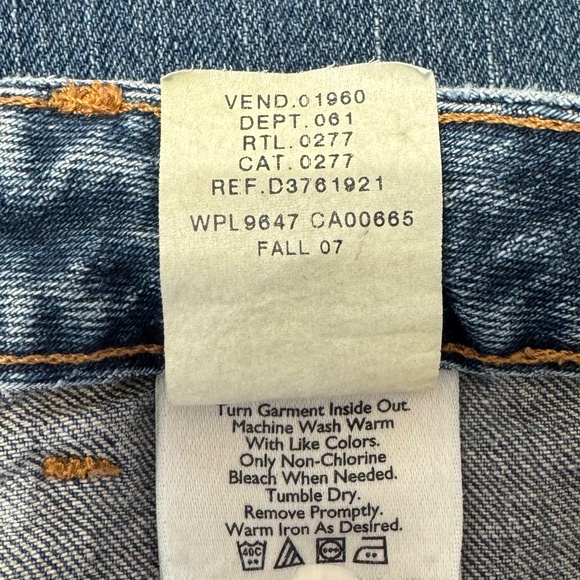 VEND.01960
DEPT.061
RTL.0277
CAT.0277
REF.D3761921
WPL9647 CA00665
FALL 07
Turn Garment Inside Out.
Machine Wash Warm
With Like Colors.
Only Non-Chlorine
Bleach When Needed.
Tumble Dry.
Remove Promptly.
Warm Iron As Desired.
40C